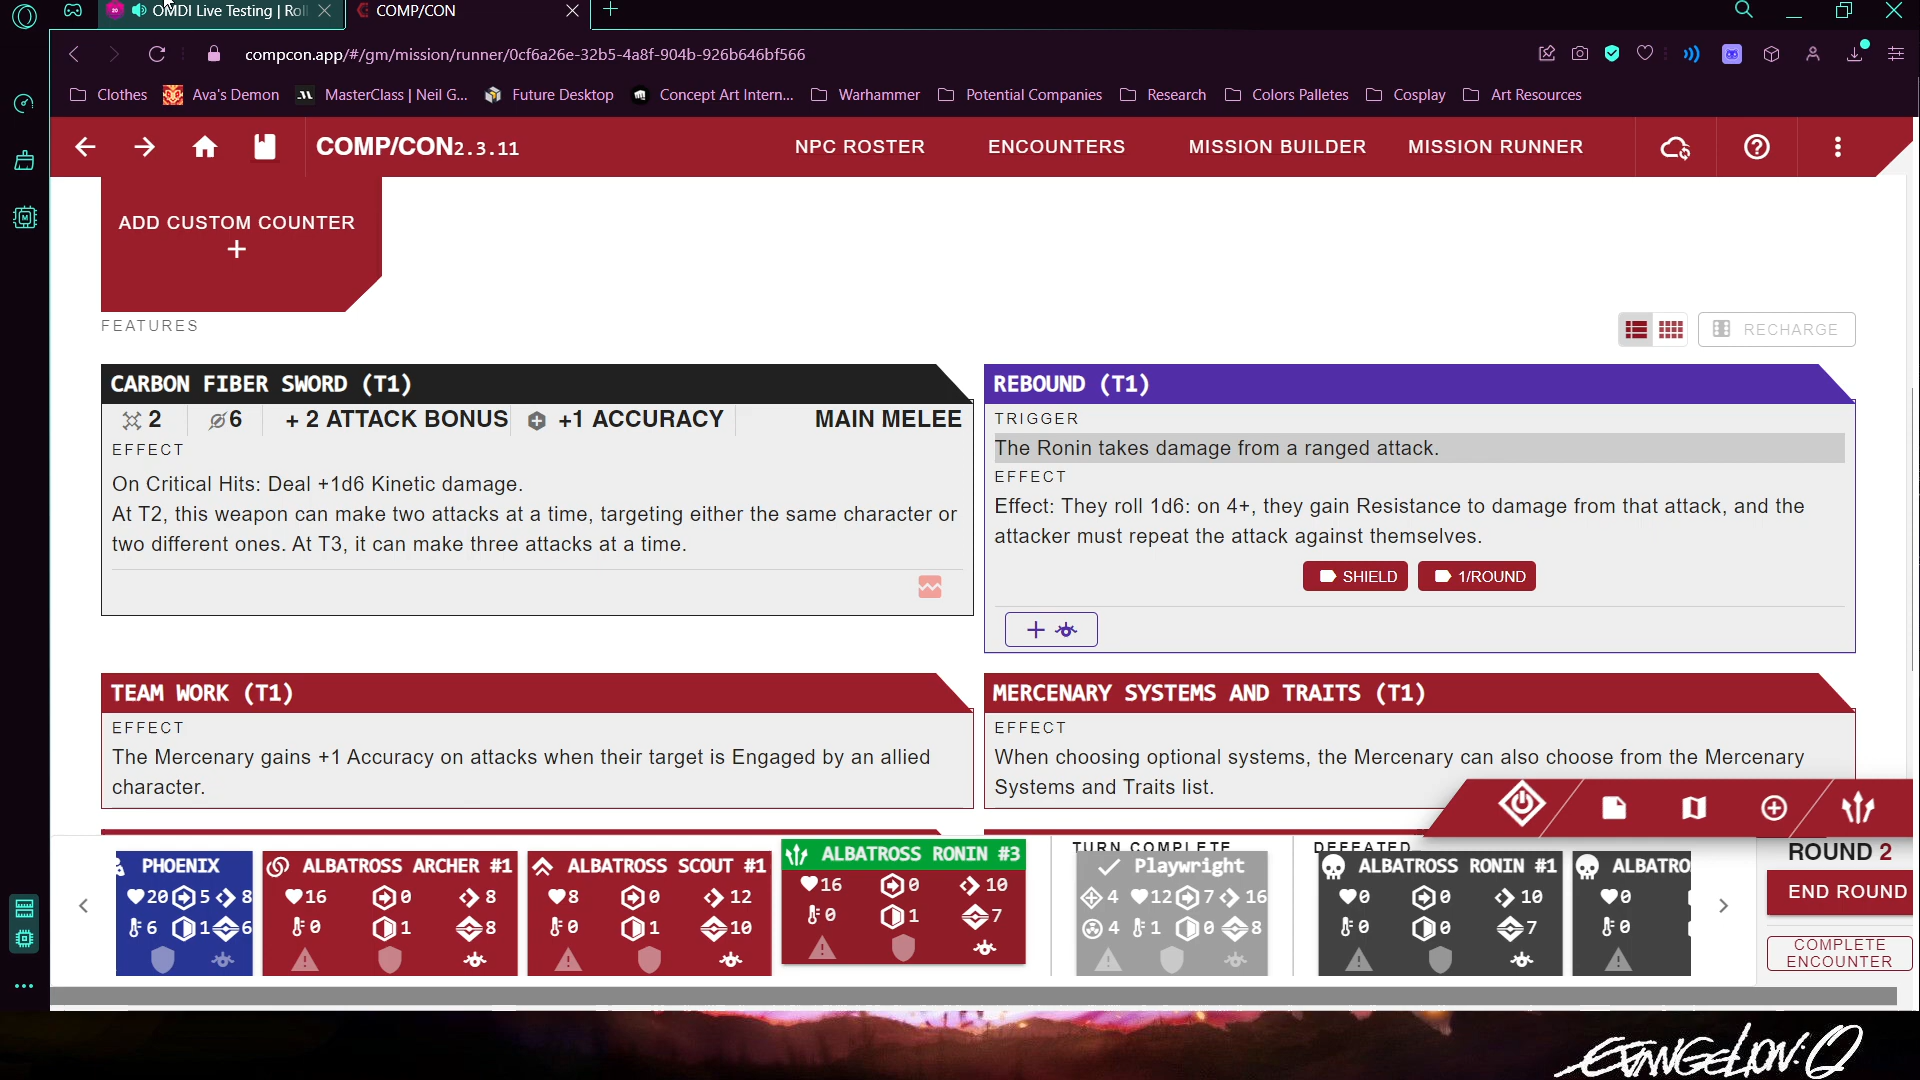 OMDI Live Testing | Roll
COMP/CON
compcon.app/#/gm/mission/runner/0cf6a26e-32b5-4a8f-904b-926b646bf566
Clothes
Ava's Demon
MasterClass | Neil G...
Future Desktop
Concept Art Intern...
Warhammer
Potential Companies
Research
Colors Palletes
Cosplay
Art Resources
COMP/CON2.3.11
NPC ROSTER
ENCOUNTERS
MISSION BUILDER
MISSION RUNNER
ADD CUSTOM COUNTER
+
FEATURES
RECHARGE
CARBON FIBER SWORD (T1)
2
6
+ 2 ATTACK BONUS
+1 ACCURACY
MAIN MELEE
EFFECT
On Critical Hits: Deal +1d6 Kinetic damage.
At T2, this weapon can make two attacks at a time, targeting either the same character or
two different ones. At T3, it can make three attacks at a time.
REBOUND (T1)
TRIGGER
The Ronin takes damage from a ranged attack.
EFFECT
Effect: They roll 1d6: on 4+, they gain Resistance to damage from that attack, and the
attacker must repeat the attack against themselves.
SHIELD
1/ROUND
TEAM WORK (T1)
EFFECT
The Mercenary gains +1 Accuracy on attacks when their target is Engaged by an allied
character.
MERCENARY SYSTEMS AND TRAITS (T1)
EFFECT
When choosing optional systems, the Mercenary can also choose from the Mercenary
Systems and Traits list.
PHOENIX
20 5 8
6 1 6
ALBATROSS ARCHER #1
16 0 8
0 1 8
ALBATROSS SCOUT #1
8 0 12
0 1 10
ALBATROSS RONIN #3
16 0 10
0 1 7
TURN COMPLETE
Playwright
4 12 7 16
4 1 0 8
DEFEATED
ALBATROSS RONIN #1
0 0 10
0 0 7
ALBATRO
0
0
ROUND 2
END ROUND
COMPLETE
ENCOUNTER
EVANGELION:Q